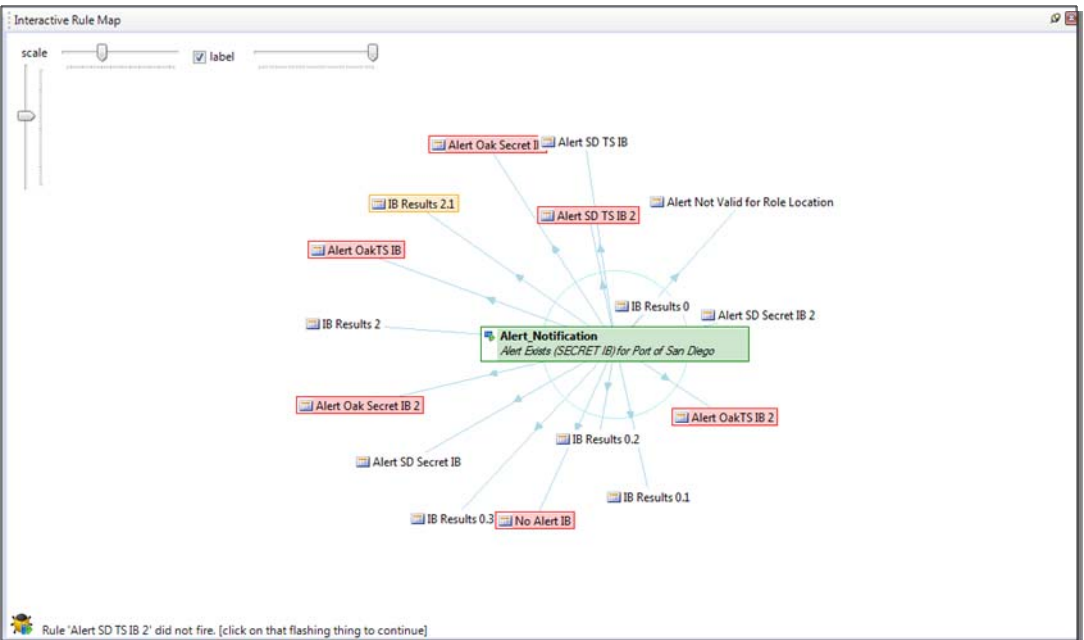 Interactive Rule Map
scale
label
Alert Oak Secret
Alert SD TS IB
IB Results 2.1
Alert SD TS IB 2
Alert Not Valid for Role Location
Alert OakTS IB
IB Results 0
Alert SD Secret IB 2
IB Results 2
Alert_Notification
Alert Exists (SECRET IB) for Port of San Diego
Alert Oak Secret IB 2
Alert OakTS IB 2
IB Results 0.2
Alert SD Secret IB
IB Results 0.1
IB Results 0.3
No Alert IB
Rule 'Alert SD TS IB 2' did not fire. [click on that flashing thing to continue]